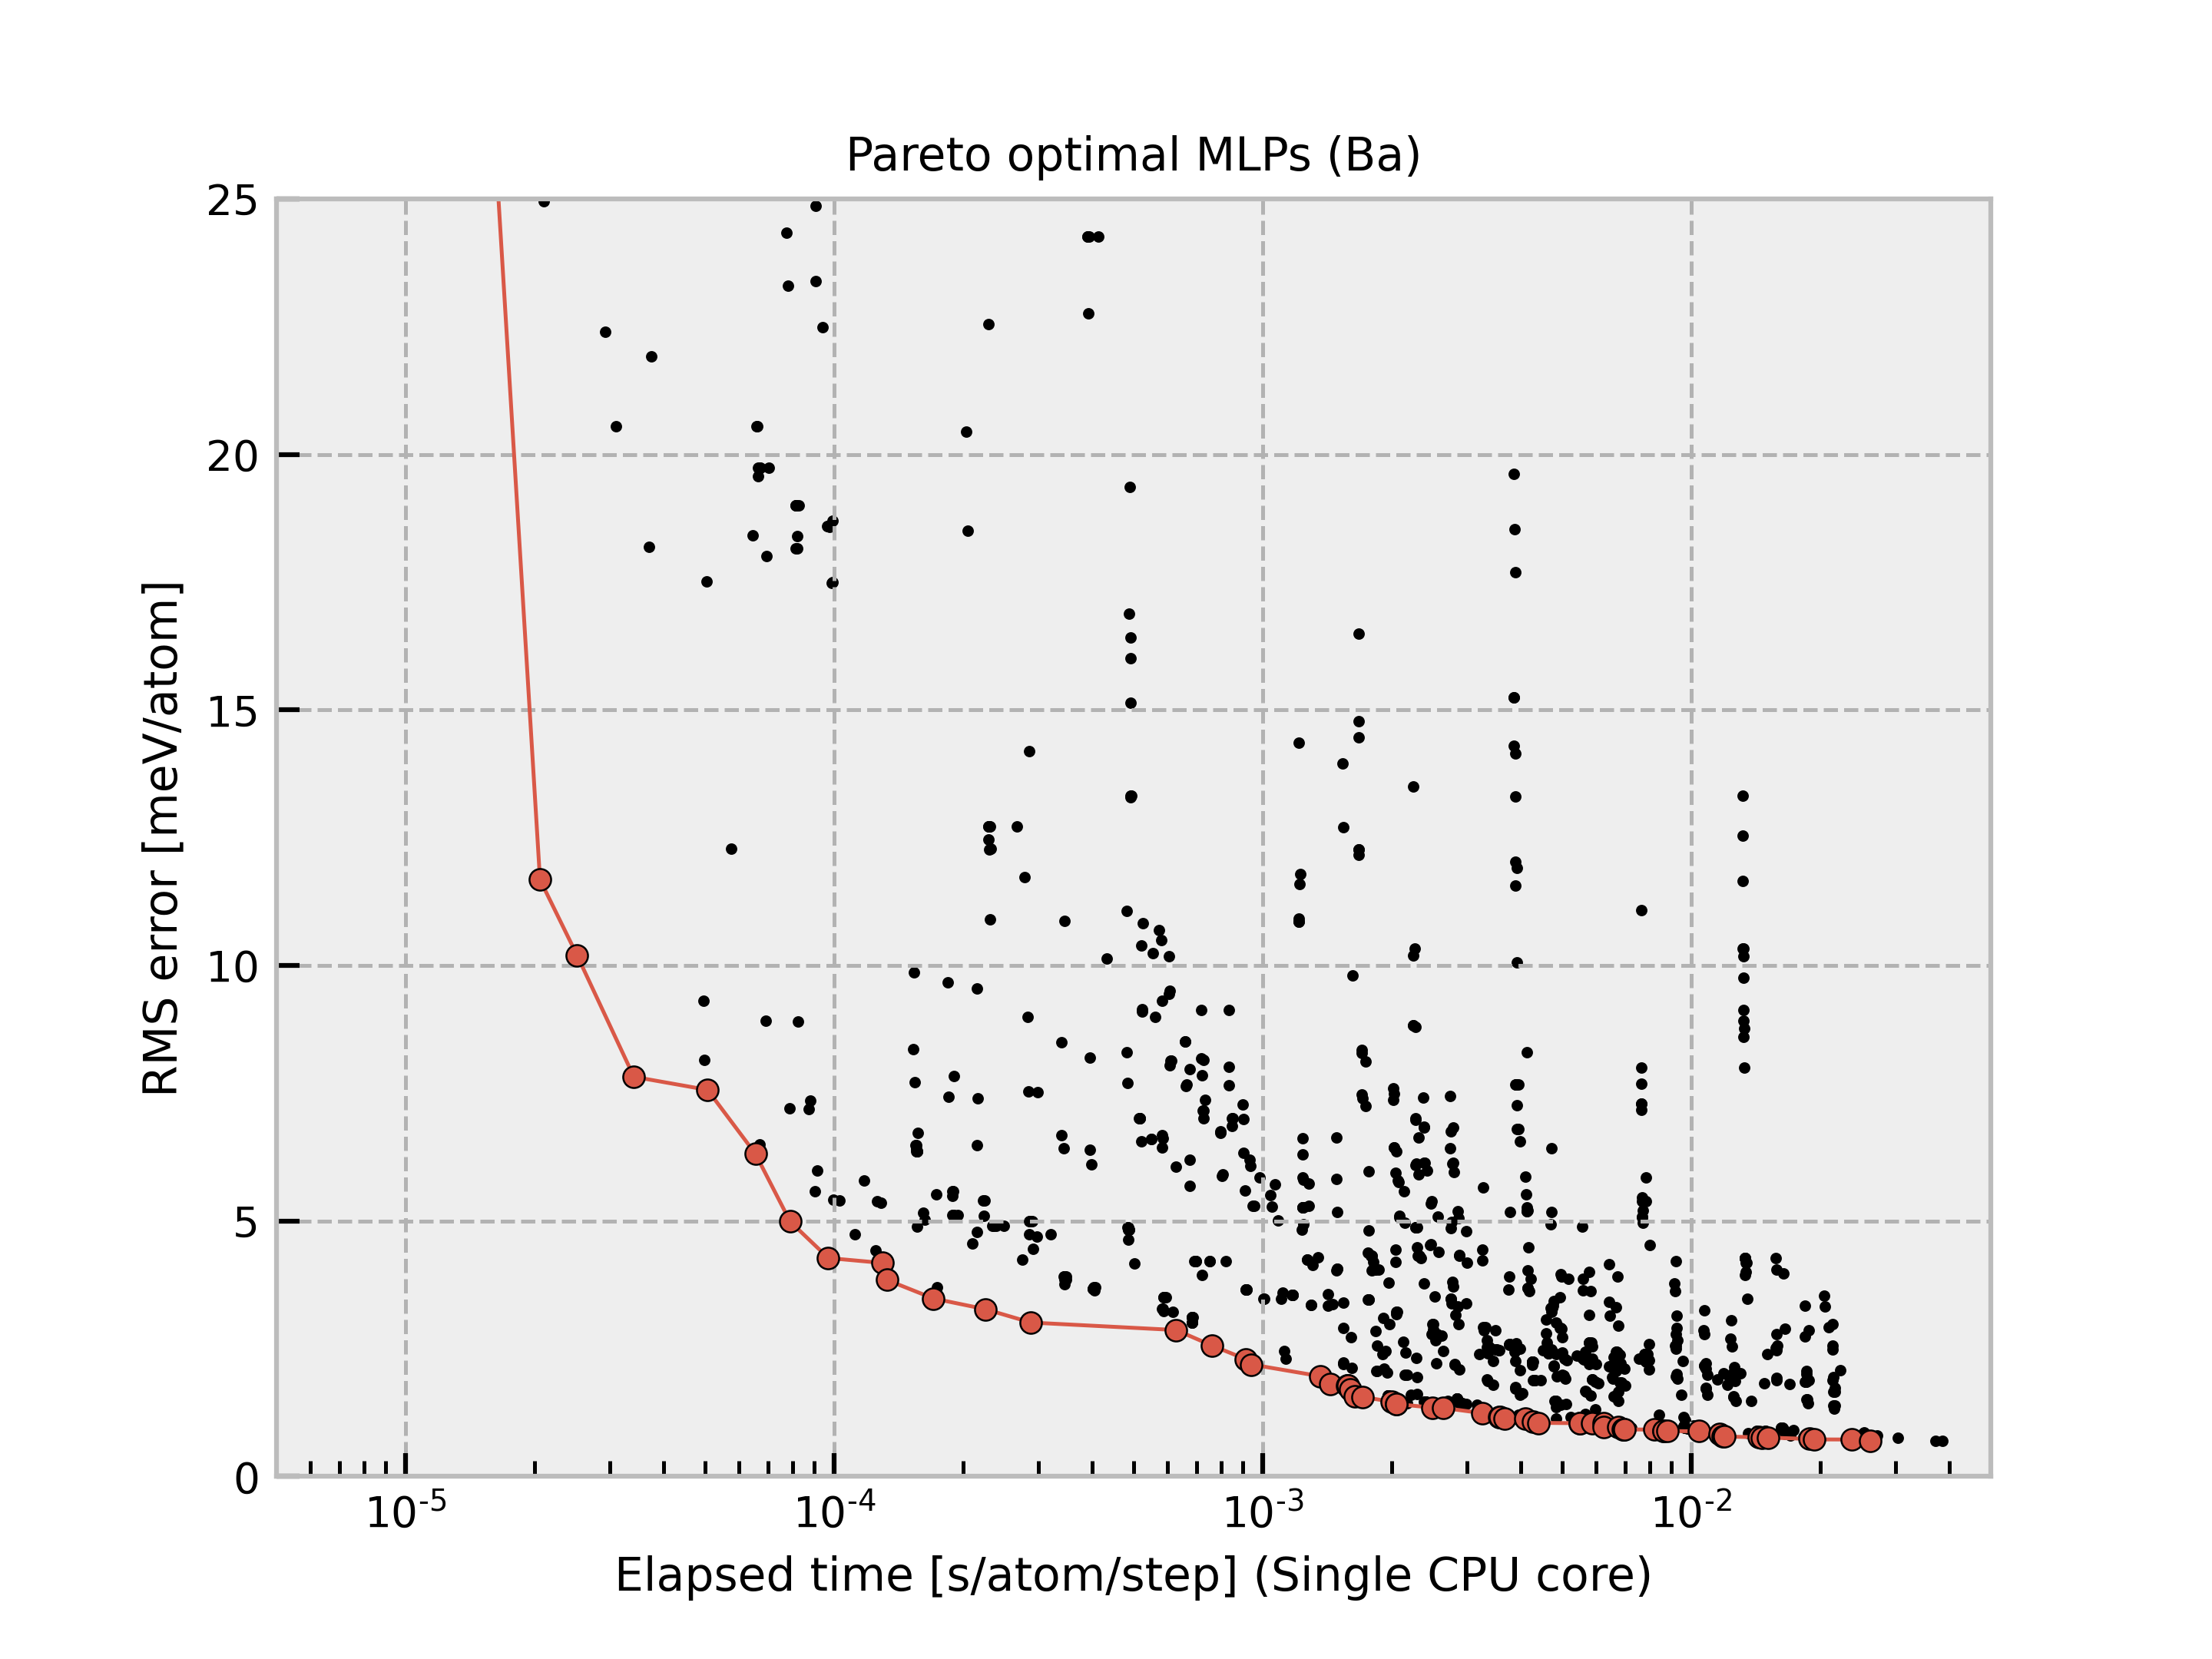 Pareto optimal MLPs (Ba)
RMS error [meV/atom]
25
20
15
10
5
0
10-5 10-4 10-3 10-2
Elapsed time [s/atom/step] (Single CPU core)